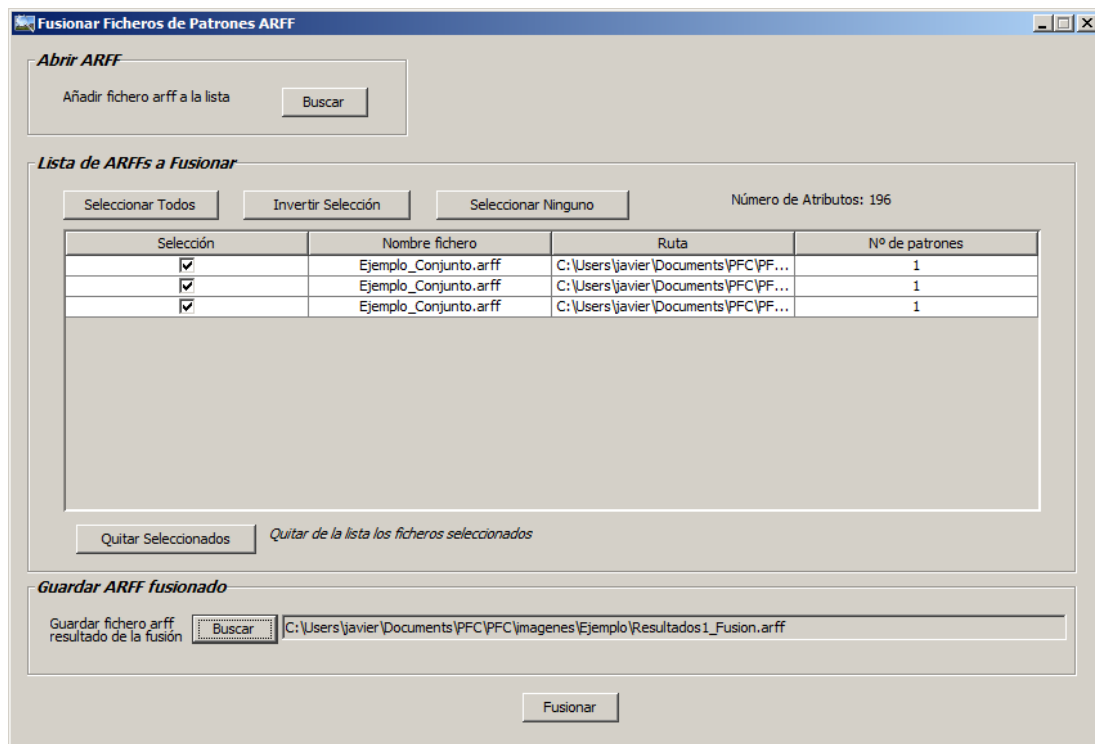 Fusionar Ficheros de Patrones ARFF
Abrir ARFF
Añadir fichero arff a la lista
Buscar
Lista de ARFFs a Fusionar
Seleccionar Todos Invertir Selección Seleccionar Ninguno Número de Atributos: 196
Selección Nombre fichero Ruta Nº de patrones
Ejemplo_Conjunto.arff C:\Users\javier\Documents\PFC\PF... 1
Ejemplo_Conjunto.arff C:\Users\javier\Documents\PFC\PF... 1
Ejemplo_Conjunto.arff C:\Users\javier\Documents\PFC\PF... 1
Quitar Seleccionados Quitar de la lista los ficheros seleccionados
Guardar ARFF fusionado
Guardar fichero arff
resultado de la fusión
Buscar C:\Users\javier\Documents\PFC\PFC\imagenes\Ejemplo\Resultados1_Fusion.arff
Fusionar